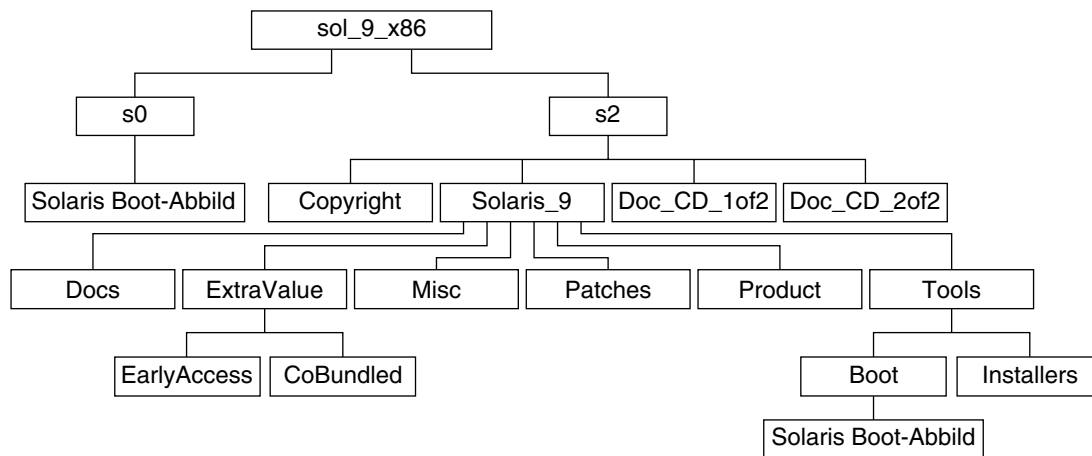 sol_9_x86
s0
s2
Solaris Boot-Abbild
Copyright
Solaris_9
Doc_CD_1of2
Doc_CD_2of2
Docs
ExtraValue
Misc
Patches
Product
Tools
EarlyAccess
CoBundled
Boot
Installers
Solaris Boot-Abbild